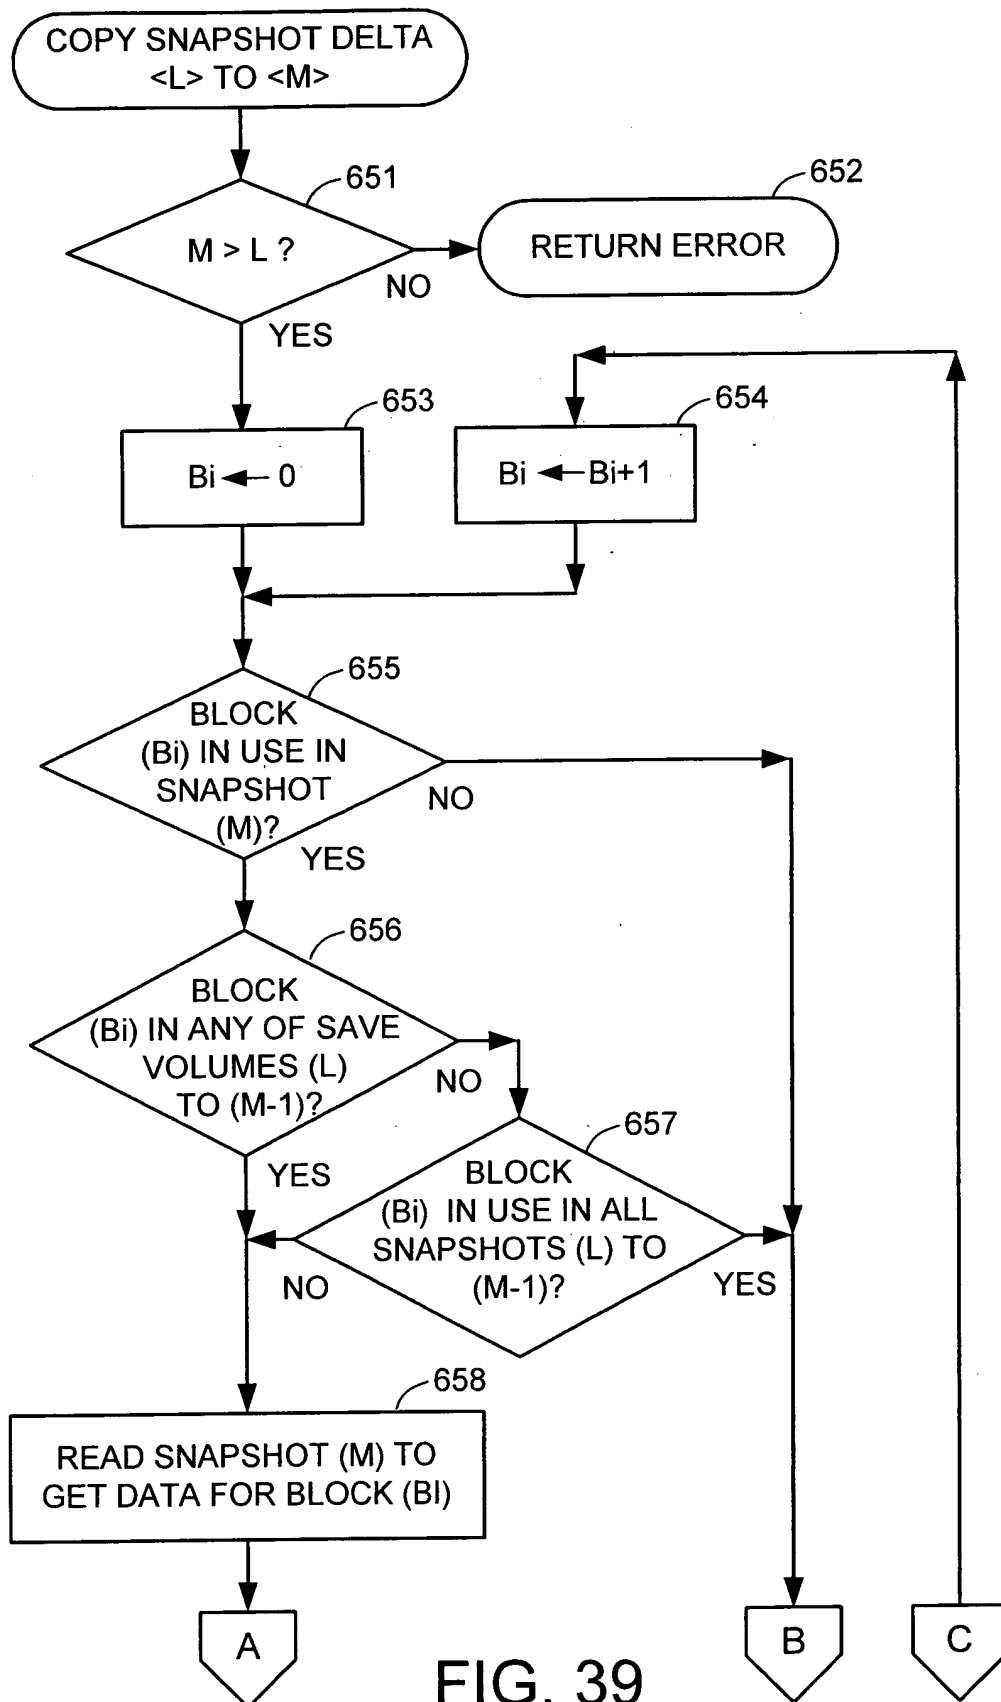 COPY SNAPSHOT DELTA
<L> TO <M>
651
M > L ?
NO
YES
652
RETURN ERROR
653
Bi ← 0
654
Bi ← Bi+1
655
BLOCK
(Bi) IN USE IN
SNAPSHOT
(M)?
NO
YES
656
BLOCK
(Bi) IN ANY OF SAVE
VOLUMES (L)
TO (M-1)?
NO
YES
657
BLOCK
(Bi) IN USE IN ALL
SNAPSHOTS (L) TO
(M-1)?
NO
YES
658
READ SNAPSHOT (M) TO
GET DATA FOR BLOCK (BI)
A
B
C
FIG. 39